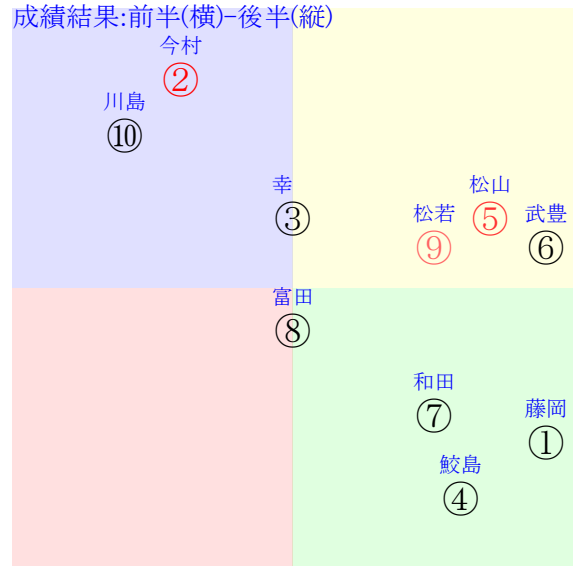 成績結果:前半(横)-後半(縦)
今村
②
川島
⑩
幸
③
松若
⑨
松山
⑤
武豊
⑥
富田
⑧
和田
⑦
藤岡
①
鮫島
④